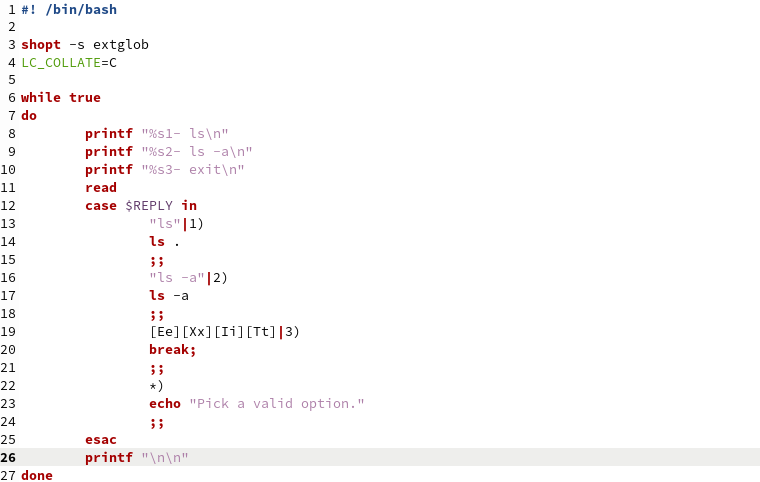 1 #! /bin/bash
2
3 shopt -s extglob
4 LC_COLLATE=C
5
6 while true
7 do
8         printf "%s1- ls\n"
9         printf "%s2- ls -a\n"
10         printf "%s3- exit\n"
11         read
12         case $REPLY in
13                 "ls"|1)
14                 ls .
15                 ;;
16                 "ls -a"|2)
17                 ls -a
18                 ;;
19                 [Ee][Xx][Ii][Tt]|3)
20                 break;
21                 ;;
22                 *)
23                 echo "Pick a valid option."
24                 ;;
25         esac
26         printf "\n\n"
27 done